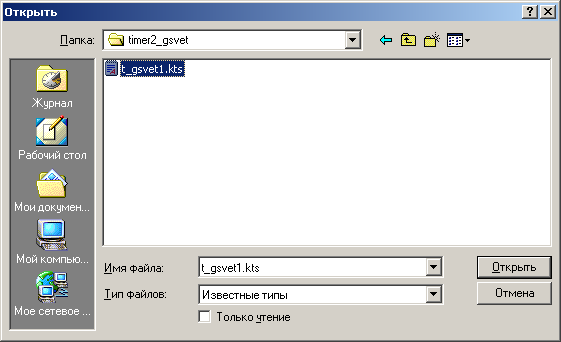 Открыть
Папка: timer2_gsvet
t_gsvet1.kts
Журнал
Рабочий стол
Мои докумен...
Мой компью...
Мое сетевое ...
Имя файла: t_gsvet1.kts Открыть
Тип файлов: Известные типы Отмена
Только чтение